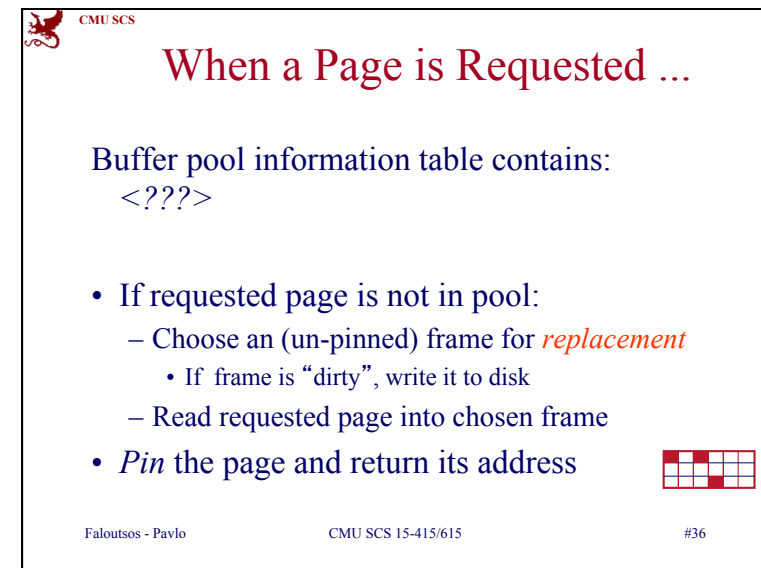 CMU SCS
When a Page is Requested ...
Buffer pool information table contains:
<???>
• If requested page is not in pool:
– Choose an (un-pinned) frame for replacement
• If frame is “dirty”, write it to disk
– Read requested page into chosen frame
• Pin the page and return its address
Faloutsos - Pavlo CMU SCS 15-415/615 #36